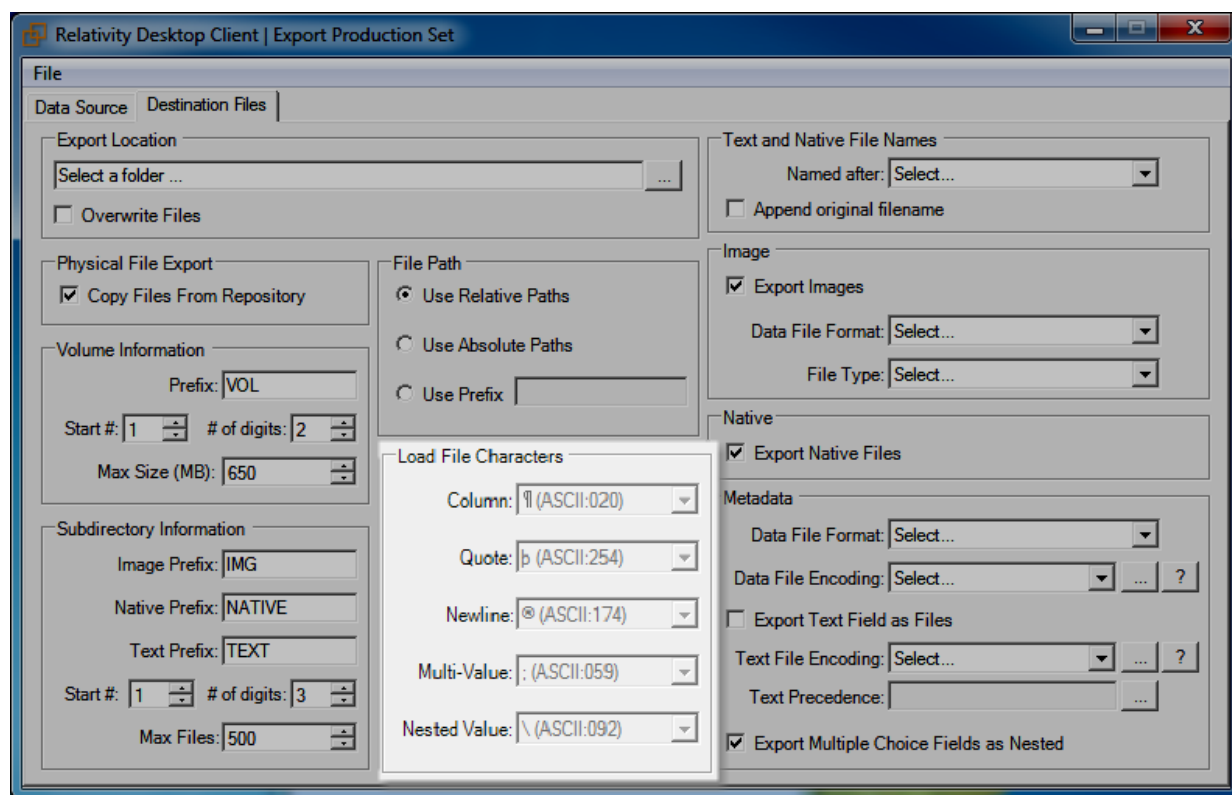 Relativity Desktop Client | Export Production Set
File
Data Source Destination Files
Export Location
Select a folder ... ...
Overwrite Files
Physical File Export
Copy Files From Repository
Volume Information
Prefix: VOL
Start #: 1 # of digits: 2
Max Size (MB): 650
Subdirectory Information
Image Prefix: IMG
Native Prefix: NATIVE
Text Prefix: TEXT
Start #: 1 # of digits: 3
Max Files: 500
File Path
Use Relative Paths
Use Absolute Paths
Use Prefix
Load File Characters
Column: ¶ (ASCII:020)
Quote: þ (ASCII:254)
Newline: ® (ASCII:174)
Multi-Value: ; (ASCII:059)
Nested Value: \ (ASCII:092)
Text and Native File Names
Named after: Select...
Append original filename
Image
Export Images
Data File Format: Select...
File Type: Select...
Native
Export Native Files
Metadata
Data File Format: Select...
Data File Encoding: Select... ... ?
Export Text Field as Files
Text File Encoding: Select... ... ?
Text Precedence: ...
Export Multiple Choice Fields as Nested